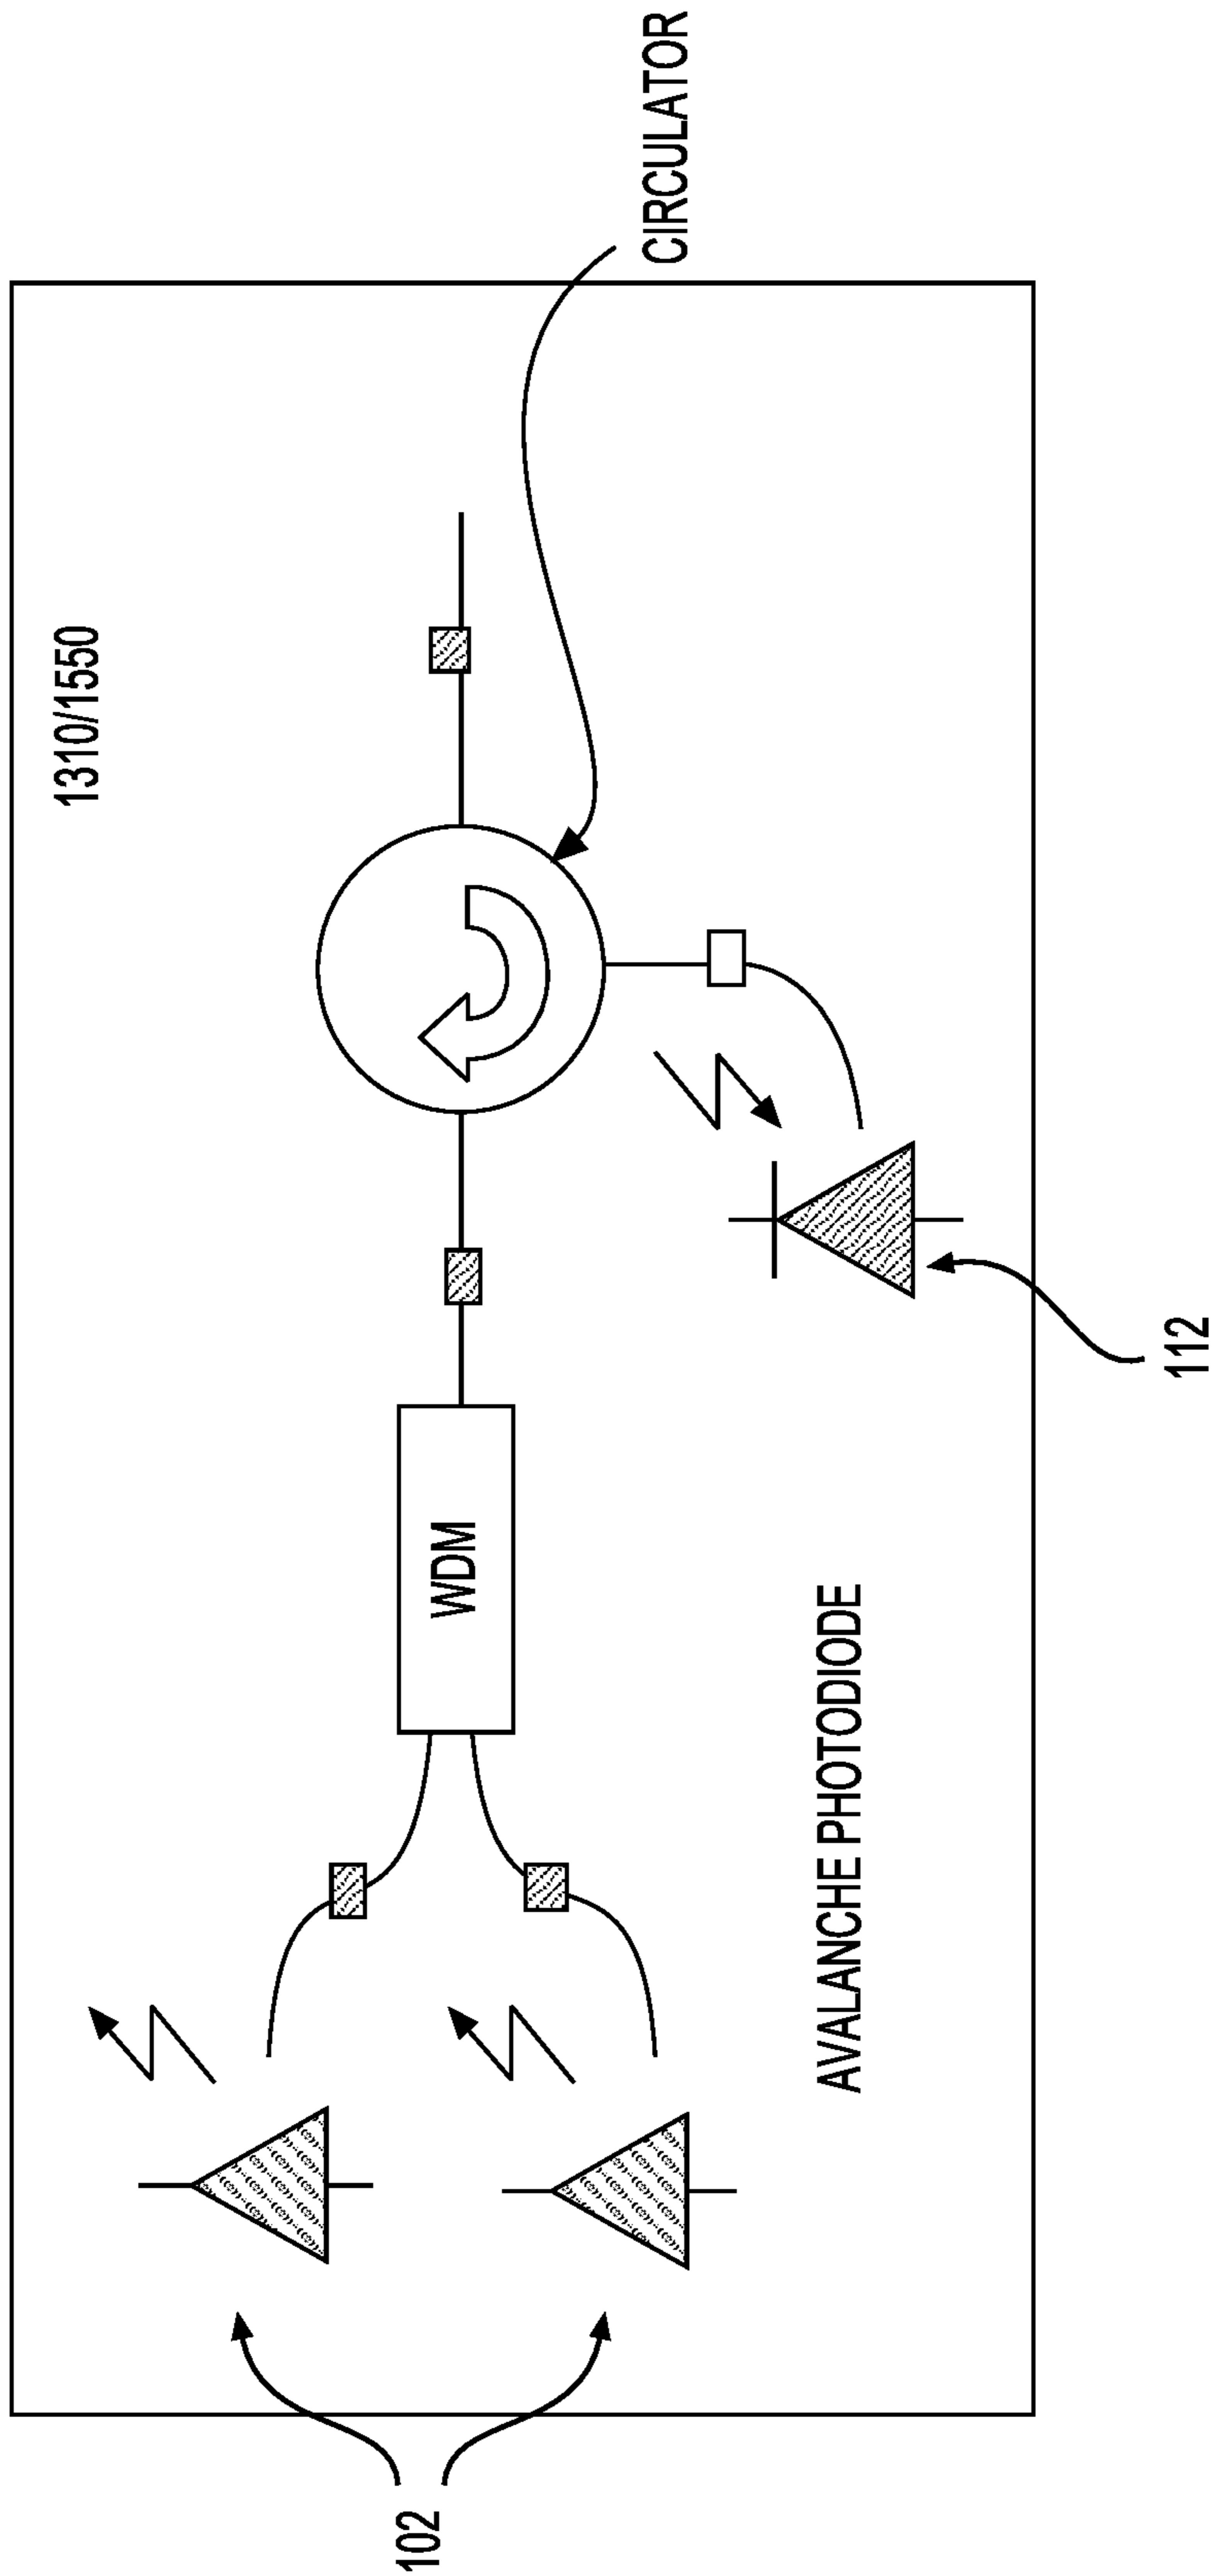 1310/1550
CIRCULATOR
WDM
102
AVALANCHE PHOTODIODE
112